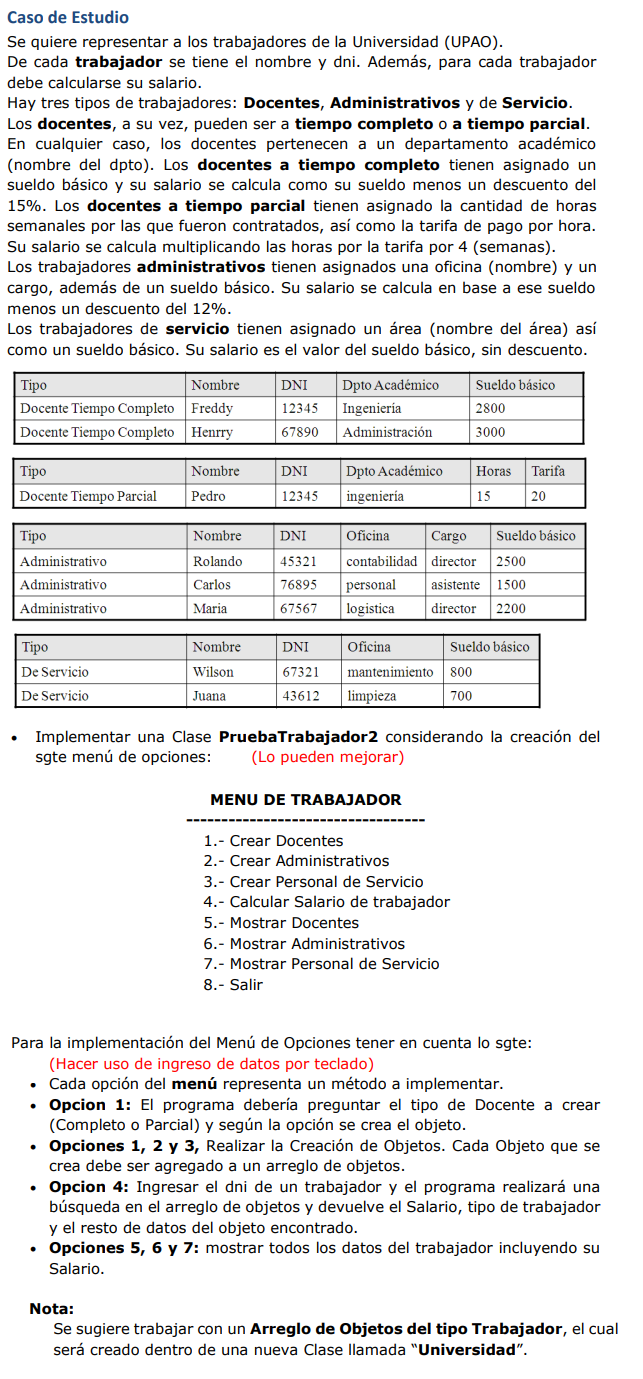 Caso de Estudio
Se quiere representar a los trabajadores de la Universidad (UPAO).
De cada trabajador se tiene el nombre y dni. Además, para cada trabajador
debe calcularse su salario.
Hay tres tipos de trabajadores: Docentes, Administrativos y de Servicio.
Los docentes, a su vez, pueden ser a tiempo completo o a tiempo parcial.
En cualquier caso, los docentes pertenecen a un departamento académico
(nombre del dpto). Los docentes a tiempo completo tienen asignado un
sueldo básico y su salario se calcula como su sueldo menos un descuento del
15%. Los docentes a tiempo parcial tienen asignado la cantidad de horas
semanales por las que fueron contratados, así como la tarifa de pago por hora.
Su salario se calcula multiplicando las horas por la tarifa por 4 (semanas).
Los trabajadores administrativos tienen asignados una oficina (nombre) y un
cargo, además de un sueldo básico. Su salario se calcula en base a ese sueldo
menos un descuento del 12%.
Los trabajadores de servicio tienen asignado un área (nombre del área) así
como un sueldo básico. Su salario es el valor del sueldo básico, sin descuento.
Tipo Nombre DNI Dpto Académico Sueldo básico
Docente Tiempo Completo Freddy 12345 Ingeniería 2800
Docente Tiempo Completo Henrry 67890 Administración 3000
Tipo Nombre DNI Dpto Académico Horas Tarifa
Docente Tiempo Parcial Pedro 12345 ingeniería 15 20
Tipo Nombre DNI Oficina Cargo Sueldo básico
Administrativo Rolando 45321 contabilidad director 2500
Administrativo Carlos 76895 personal asistente 1500
Administrativo Maria 67567 logistica director 2200
Tipo Nombre DNI Oficina Sueldo básico
De Servicio Wilson 67321 mantenimiento 800
De Servicio Juana 43612 limpieza 700
• Implementar una Clase PruebaTrabajador2 considerando la creación del
sgte menú de opciones: (Lo pueden mejorar)
MENU DE TRABAJADOR
----------------------------------
1.- Crear Docentes
2.- Crear Administrativos
3.- Crear Personal de Servicio
4.- Calcular Salario de trabajador
5.- Mostrar Docentes
6.- Mostrar Administrativos
7.- Mostrar Personal de Servicio
8.- Salir
Para la implementación del Menú de Opciones tener en cuenta lo sgte:
(Hacer uso de ingreso de datos por teclado)
• Cada opción del menú representa un método a implementar.
• Opcion 1: El programa debería preguntar el tipo de Docente a crear
(Completo o Parcial) y según la opción se crea el objeto.
• Opciones 1, 2 y 3, Realizar la Creación de Objetos. Cada Objeto que se
crea debe ser agregado a un arreglo de objetos.
• Opcion 4: Ingresar el dni de un trabajador y el programa realizará una
búsqueda en el arreglo de objetos y devuelve el Salario, tipo de trabajador
y el resto de datos del objeto encontrado.
• Opciones 5, 6 y 7: mostrar todos los datos del trabajador incluyendo su
Salario.
Nota:
Se sugiere trabajar con un Arreglo de Objetos del tipo Trabajador, el cual
será creado dentro de una nueva Clase llamada “Universidad”.